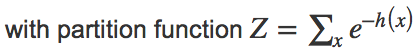 with partition function Z = ∑ₓ e^{−h(x)}